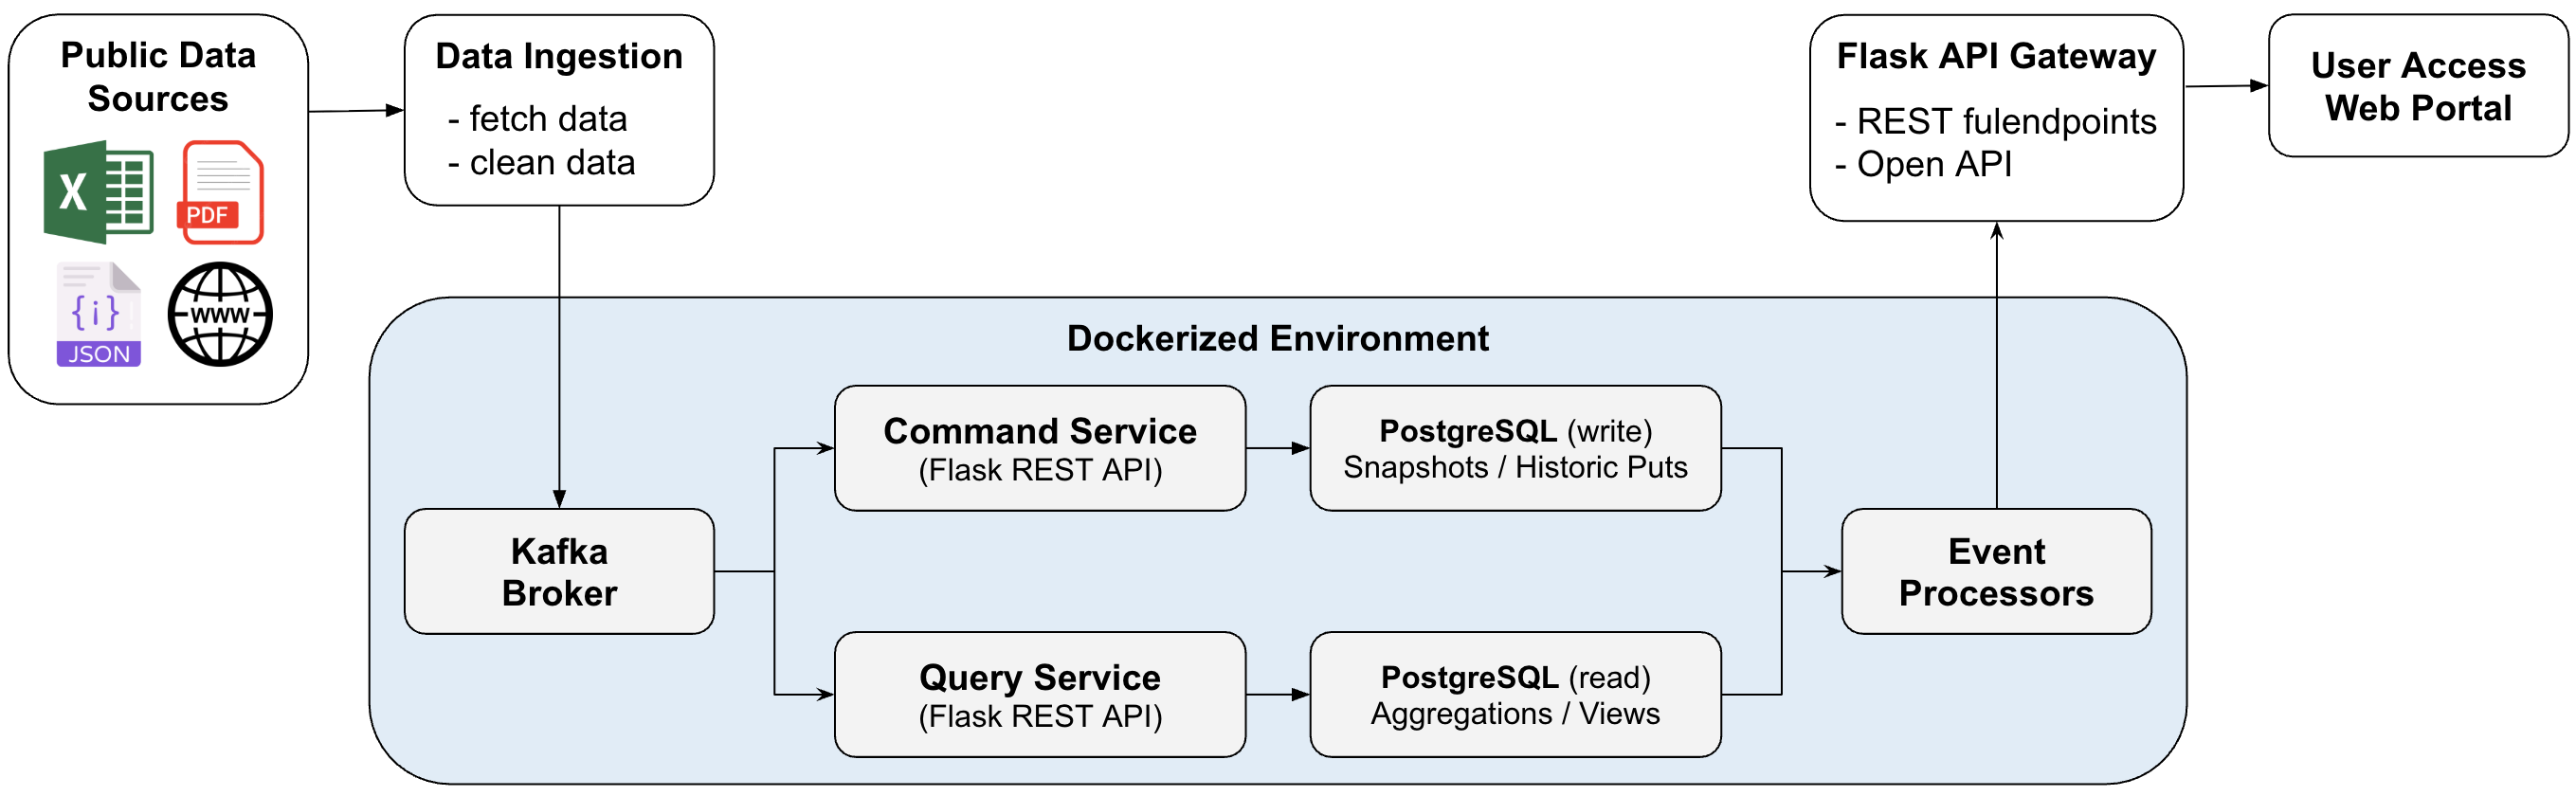 Public Data
Sources
X
PDF
{i}
JSON
WWW
Data Ingestion
- fetch data
- clean data
Flask API Gateway
- REST fulendpoints
- Open API
User Access
Web Portal
Dockerized Environment
Kafka
Broker
Command Service
(Flask REST API)
PostgreSQL (write)
Snapshots / Historic Puts
Query Service
(Flask REST API)
PostgreSQL (read)
Aggregations / Views
Event
Processors